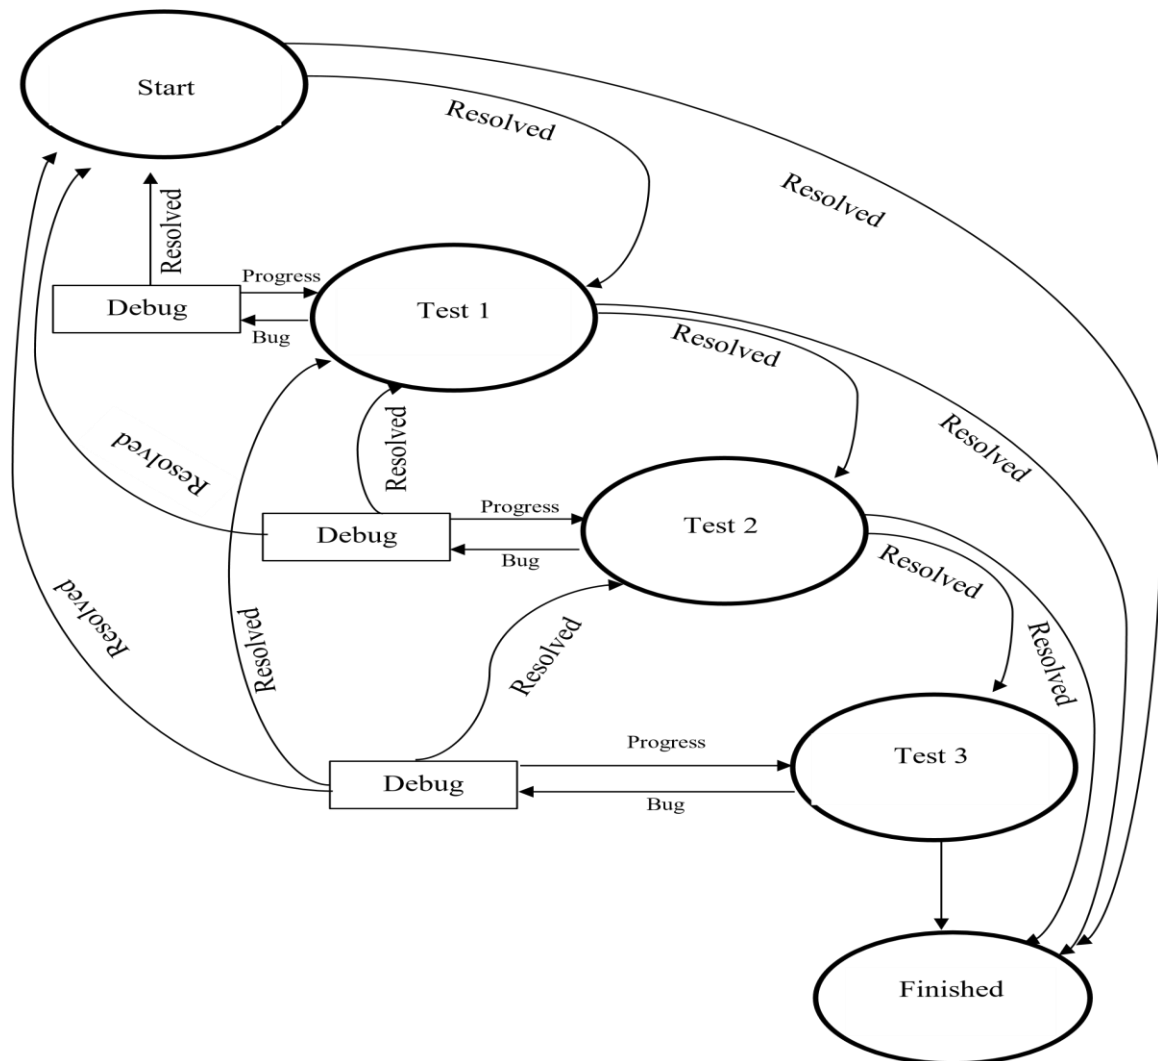 Start
Resolved
Resolved
Resolved
Progress
Debug
Test 1
Bug
Resolved
Resolved
Resolved
Resolved
Progress
Test 2
Debug
Bug
Resolved
Resolved
Resolved
Resolved
Resolved
Progress
Test 3
Debug
Bug
Finished